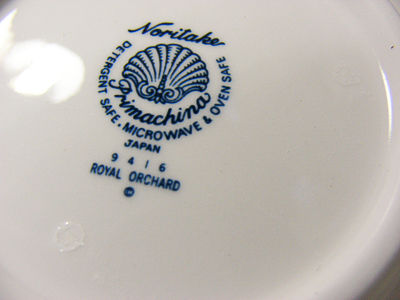 Noritake
Primachina
DETERGENT SAFE. MICROWAVE & OVEN SAFE
JAPAN
9416
ROYAL ORCHARD
©